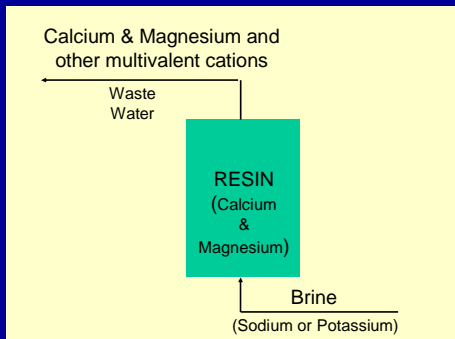 Calcium & Magnesium and
other multivalent cations
Waste
Water
RESIN
(Calcium
&
Magnesium)
Brine
(Sodium or Potassium)